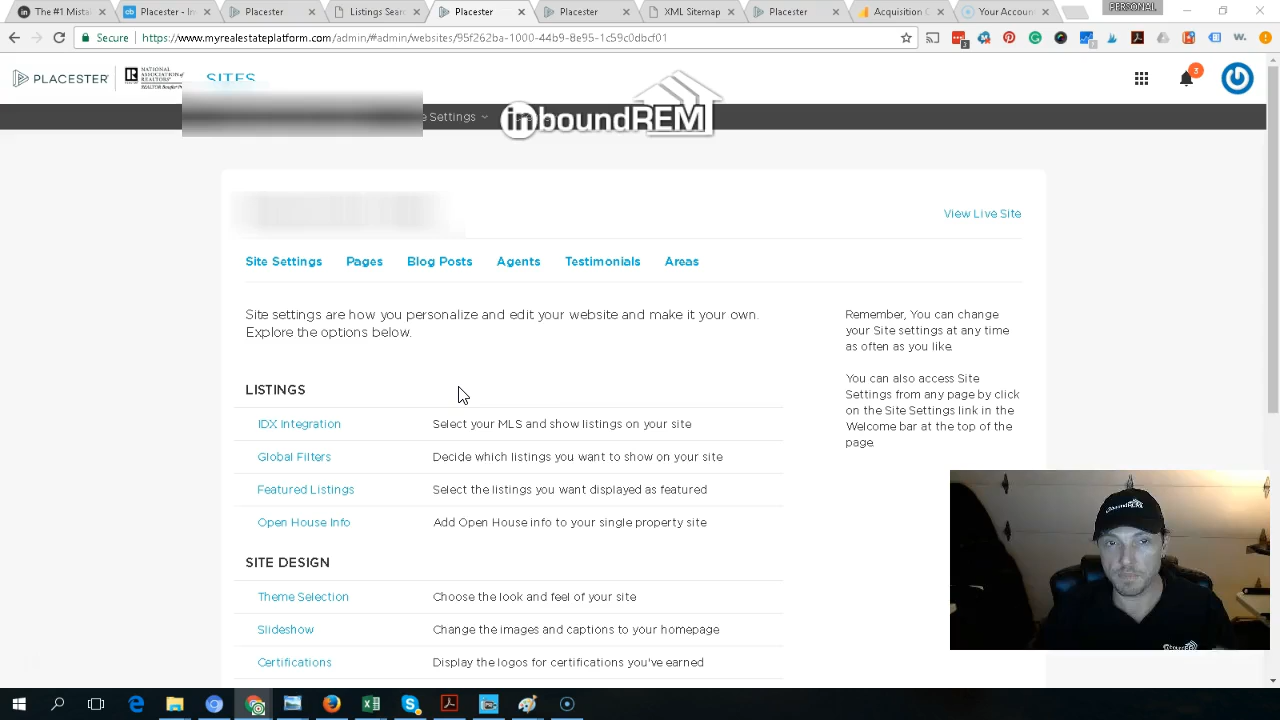 The #1 Mistak
Placester - In
Placester
Listings Searc
Placester
Placester
XML Sitemap
Placester
Acquisition C
Your Accoun
PERSONAL
Secure https://www.myrealestateplatform.com/admin/#admin/websites/95f262ba-1000-44b9-8e95-1c59c0dbcf01
PLACESTER
NATIONAL
ASSOCIATION of
REALTORS
SITES
3
e Settings
inboundREM
View Live Site
Site Settings Pages Blog Posts Agents Testimonials Areas
Site settings are how you personalize and edit your website and make it your own.
Explore the options below.
Remember, You can change
your Site settings at any time
as often as you like.
You can also access Site
Settings from any page by click
on the Site Settings link in the
Welcome bar at the top of the
page.
LISTINGS
IDX Integration Select your MLS and show listings on your site
Global Filters Decide which listings you want to show on your site
Featured Listings Select the listings you want displayed as featured
Open House Info Add Open House info to your single property site
SITE DESIGN
Theme Selection Choose the look and feel of your site
Slideshow Change the images and captions to your homepage
Certifications Display the logos for certifications you've earned